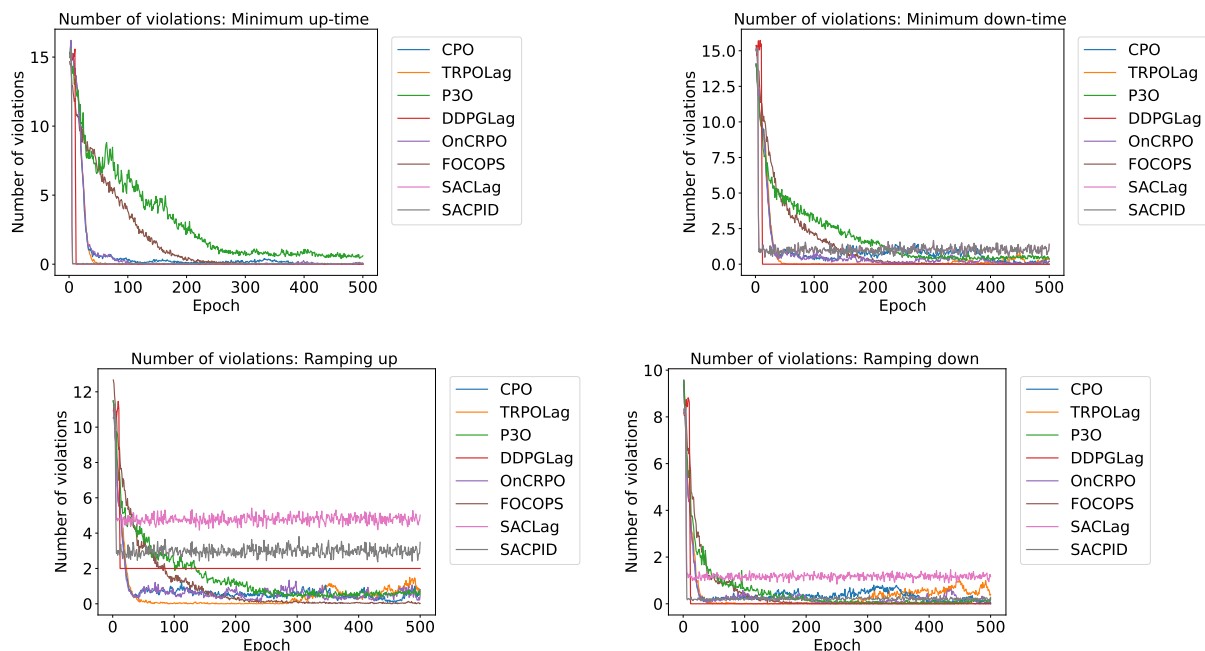 Number of violations: Minimum up-time
Number of violations
15
10
5
0
0
100
200
300
400
500
Epoch
CPO
TRPOLag
P3O
DDPGLag
OnCRPO
FOCOPS
SACLag
SACPID
Number of violations: Minimum down-time
Number of violations
15.0
12.5
10.0
7.5
5.0
2.5
0.0
0
100
200
300
400
500
Epoch
CPO
TRPOLag
P3O
DDPGLag
OnCRPO
FOCOPS
SACLag
SACPID
Number of violations: Ramping up
Number of violations
12
10
8
6
4
2
0
0
100
200
300
400
500
Epoch
CPO
TRPOLag
P3O
DDPGLag
OnCRPO
FOCOPS
SACLag
SACPID
Number of violations: Ramping down
Number of violations
10
8
6
4
2
0
0
100
200
300
400
500
Epoch
CPO
TRPOLag
P3O
DDPGLag
OnCRPO
FOCOPS
SACLag
SACPID